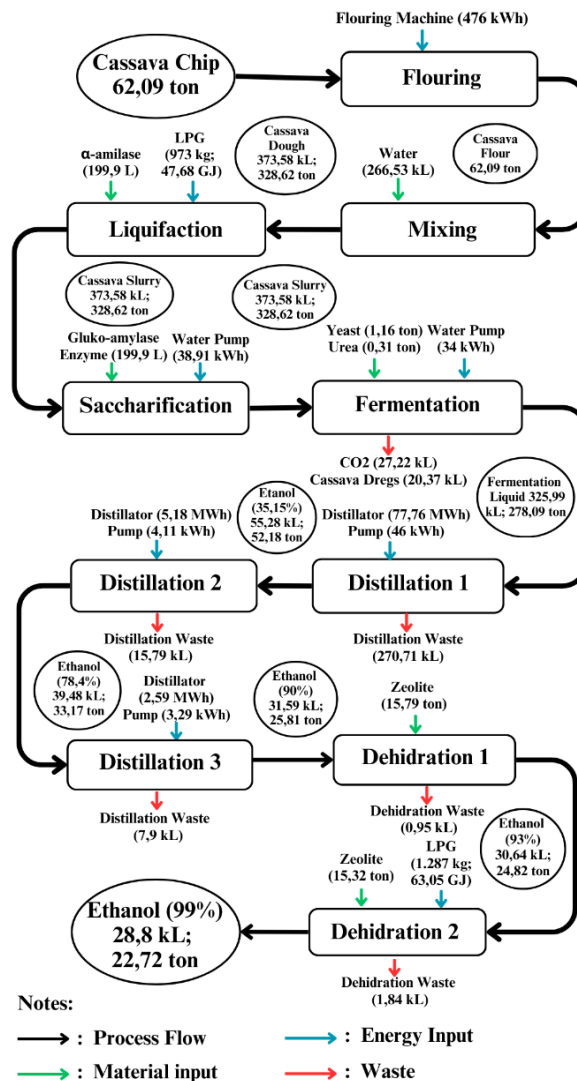 Flouring Machine (476 kWh)
Cassava Chip
62,09 ton
Flouring
α-amilase
(199,9 L)
LPG
(973 kg;
47,68 GJ)
Cassava
Dough
373,58 kL;
328,62 ton
Water
(266,53 kL)
Cassava
Flour
62,09 ton
Liquifaction
Mixing
Cassava Slurry
373,58 kL;
328,62 ton
Cassava Slurry
373,58 kL;
328,62 ton
Gluko-amylase
Enzyme (199,9 L)
Water Pump
(38,91 kWh)
Yeast (1,16 ton)
Urea (0,31 ton)
Water Pump
(34 kWh)
Saccharification
Fermentation
CO2 (27,22 kL)
Cassava Dregs (20,37 kL)
Fermentation
Liquid 325,99
kL; 278,09 ton
Distillator (5,18 MWh)
Pump (4,11 kWh)
Etanol
(35,15%)
55,28 kL;
52,18 ton
Distillator (77,76 MWh)
Pump (46 kWh)
Distillation 2
Distillation 1
Distillation Waste
(15,79 kL)
Distillation Waste
(270,71 kL)
Ethanol
(78,4%)
39,48 kL;
33,17 ton
Distillator
(2,59 MWh)
Pump (3,29 kWh)
Ethanol
(90%)
31,59 kL;
25,81 ton
Zeolite
(15,79 ton)
Distillation 3
Dehidration 1
Distillation Waste
(7,9 kL)
Dehidration Waste
(0,95 kL)
Ethanol
(93%)
30,64 kL;
24,82 ton
Zeolite
(15,32 ton)
LPG
(1.287 kg;
63,05 GJ)
Ethanol (99%)
28,8 kL;
22,72 ton
Dehidration 2
Dehidration Waste
(1,84 kL)
Notes:
: Process Flow
: Energy Input
: Material input
: Waste